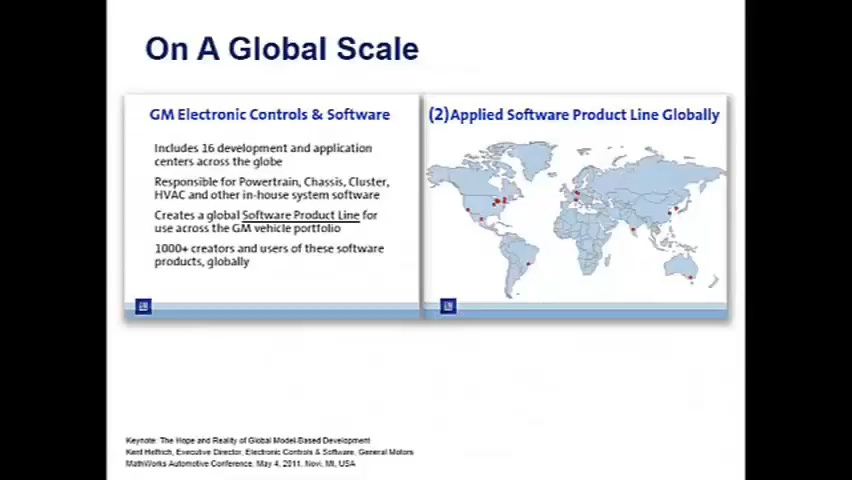 On A Global Scale
GM Electronic Controls & Software
Includes 16 development and application
centers across the globe
Responsible for Powertrain, Chassis, Cluster,
HVAC and other in-house system software
Creates a global Software Product Line for
use across the GM vehicle portfolio
1000+ creators and users of these software
products, globally
GM
(2)Applied Software Product Line Globally
GM
Keynote: The Hope and Reality of Global Model-Based Development
Kent Helfrich, Executive Director, Electronic Controls & Software, General Motors
MathWorks Automotive Conference, May 4, 2011, Novi, MI, USA